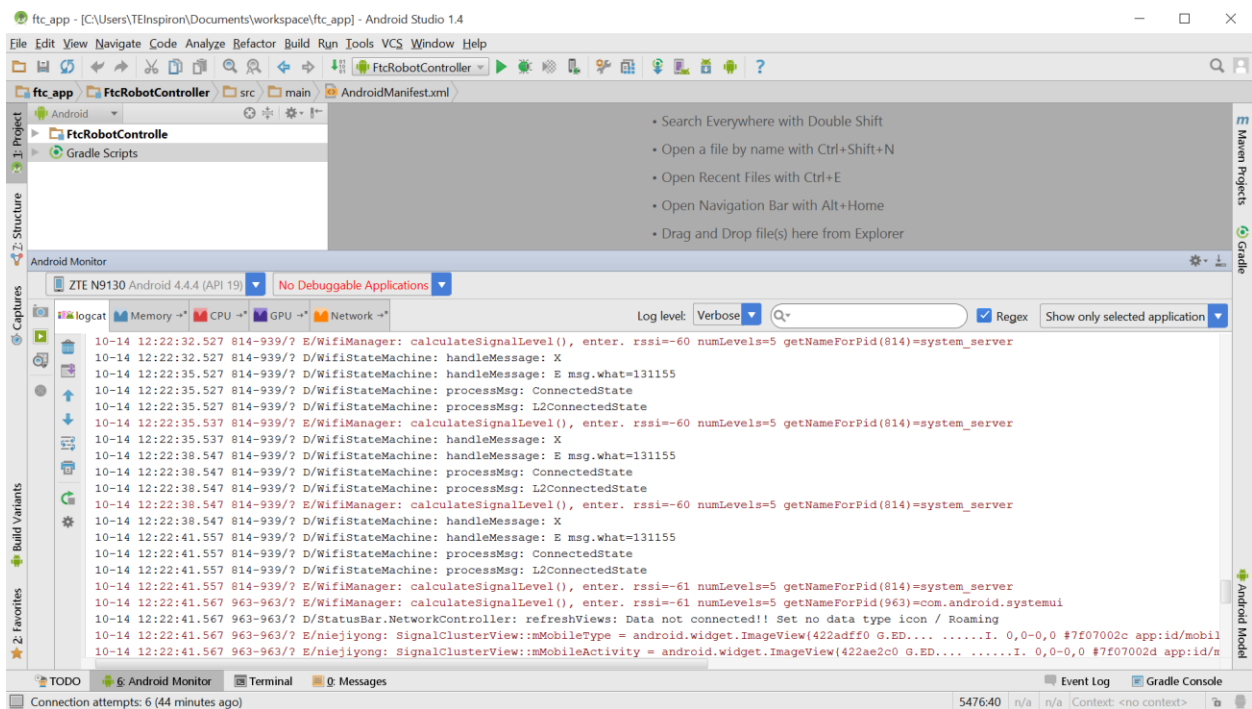 ftc_app - [C:\Users\TEInspiron\Documents\workspace\ftc_app] - Android Studio 1.4
File Edit View Navigate Code Analyze Refactor Build Run Tools VCS Window Help
FtcRobotController
ftc_app FtcRobotController src main AndroidManifest.xml
1: Project
Z: Structure
Captures
Build Variants
2: Favorites
Android
FtcRobotControlle
Gradle Scripts
• Search Everywhere with Double Shift
• Open a file by name with Ctrl+Shift+N
• Open Recent Files with Ctrl+E
• Open Navigation Bar with Alt+Home
• Drag and Drop file(s) here from Explorer
m Maven Projects
Gradle
Android Model
Android Monitor
ZTE N9130 Android 4.4.4 (API 19) No Debuggable Applications
logcat Memory CPU GPU Network Log level: Verbose Regex Show only selected application
10-14 12:22:32.527 814-939/? E/WifiManager: calculateSignalLevel(), enter. rssi=-60 numLevels=5 getNameForPid(814)=system_server
10-14 12:22:32.527 814-939/? D/WifiStateMachine: handleMessage: X
10-14 12:22:35.527 814-939/? D/WifiStateMachine: handleMessage: E msg.what=131155
10-14 12:22:35.527 814-939/? D/WifiStateMachine: processMsg: ConnectedState
10-14 12:22:35.527 814-939/? D/WifiStateMachine: processMsg: L2ConnectedState
10-14 12:22:35.537 814-939/? E/WifiManager: calculateSignalLevel(), enter. rssi=-60 numLevels=5 getNameForPid(814)=system_server
10-14 12:22:35.537 814-939/? D/WifiStateMachine: handleMessage: X
10-14 12:22:38.547 814-939/? D/WifiStateMachine: handleMessage: E msg.what=131155
10-14 12:22:38.547 814-939/? D/WifiStateMachine: processMsg: ConnectedState
10-14 12:22:38.547 814-939/? D/WifiStateMachine: processMsg: L2ConnectedState
10-14 12:22:38.547 814-939/? E/WifiManager: calculateSignalLevel(), enter. rssi=-60 numLevels=5 getNameForPid(814)=system_server
10-14 12:22:38.547 814-939/? D/WifiStateMachine: handleMessage: X
10-14 12:22:41.557 814-939/? D/WifiStateMachine: handleMessage: E msg.what=131155
10-14 12:22:41.557 814-939/? D/WifiStateMachine: processMsg: ConnectedState
10-14 12:22:41.557 814-939/? D/WifiStateMachine: processMsg: L2ConnectedState
10-14 12:22:41.557 814-939/? E/WifiManager: calculateSignalLevel(), enter. rssi=-61 numLevels=5 getNameForPid(814)=system_server
10-14 12:22:41.567 963-963/? E/WifiManager: calculateSignalLevel(), enter. rssi=-61 numLevels=5 getNameForPid(963)=com.android.systemui
10-14 12:22:41.567 963-963/? D/StatusBar.NetworkController: refreshViews: Data not connected!! Set no data type icon / Roaming
10-14 12:22:41.567 963-963/? E/niejiyong: SignalClusterView::mMobileType = android.widget.ImageView{422adff0 G.ED.... ......I. 0,0-0,0 #7f07002c app:id/mobil
10-14 12:22:41.567 963-963/? E/niejiyong: SignalClusterView::mMobileActivity = android.widget.ImageView{422ae2c0 G.ED.... ......I. 0,0-0,0 #7f07002d app:id/m
TODO 6: Android Monitor Terminal 0: Messages Event Log Gradle Console
Connection attempts: 6 (44 minutes ago) 5476:40 n/a n/a Context: <no context>